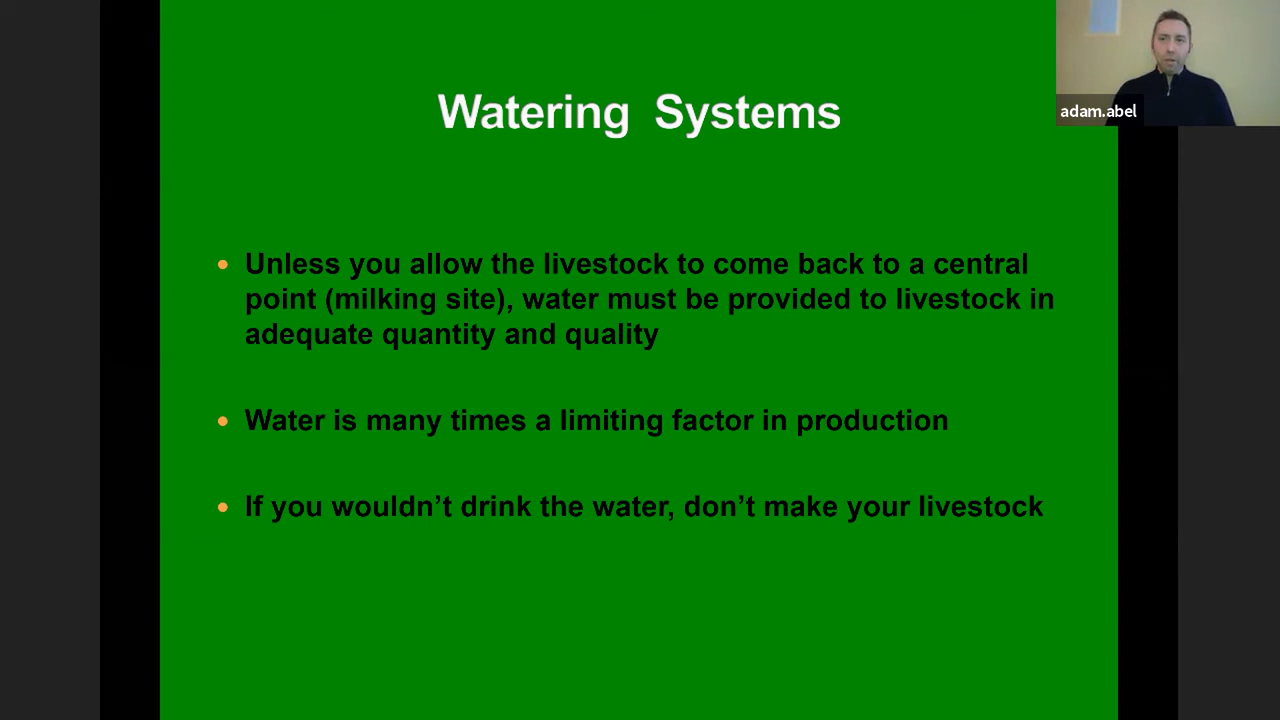 Watering Systems
adam.abel
Unless you allow the livestock to come back to a central
point (milking site), water must be provided to livestock in
adequate quantity and quality
Water is many times a limiting factor in production
If you wouldn’t drink the water, don’t make your livestock